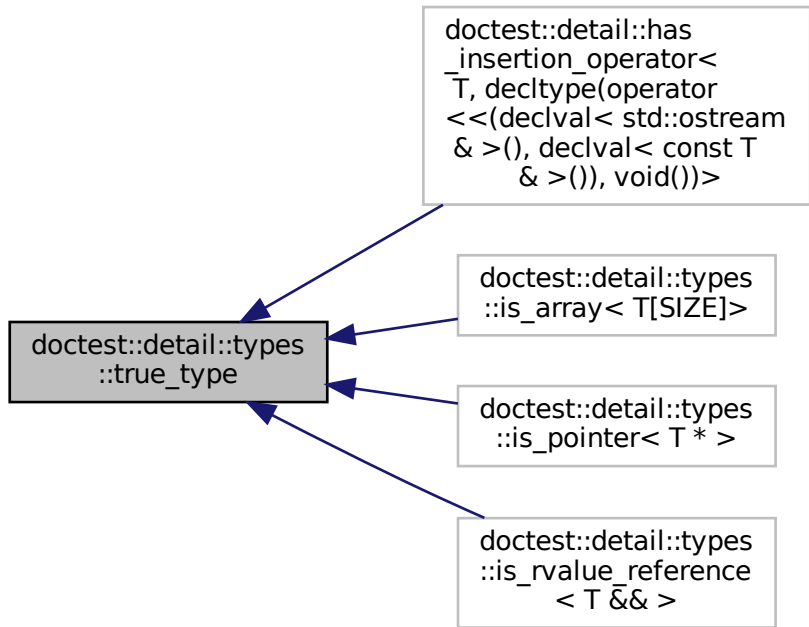 doctest::detail::has
_insertion_operator<
T, decltype(operator
<<(declval< std::ostream
& >(), declval< const T
& >()), void())>
doctest::detail::types
::is_array< T[SIZE]>
doctest::detail::types
::true_type
doctest::detail::types
::is_pointer< T * >
doctest::detail::types
::is_rvalue_reference
< T && >